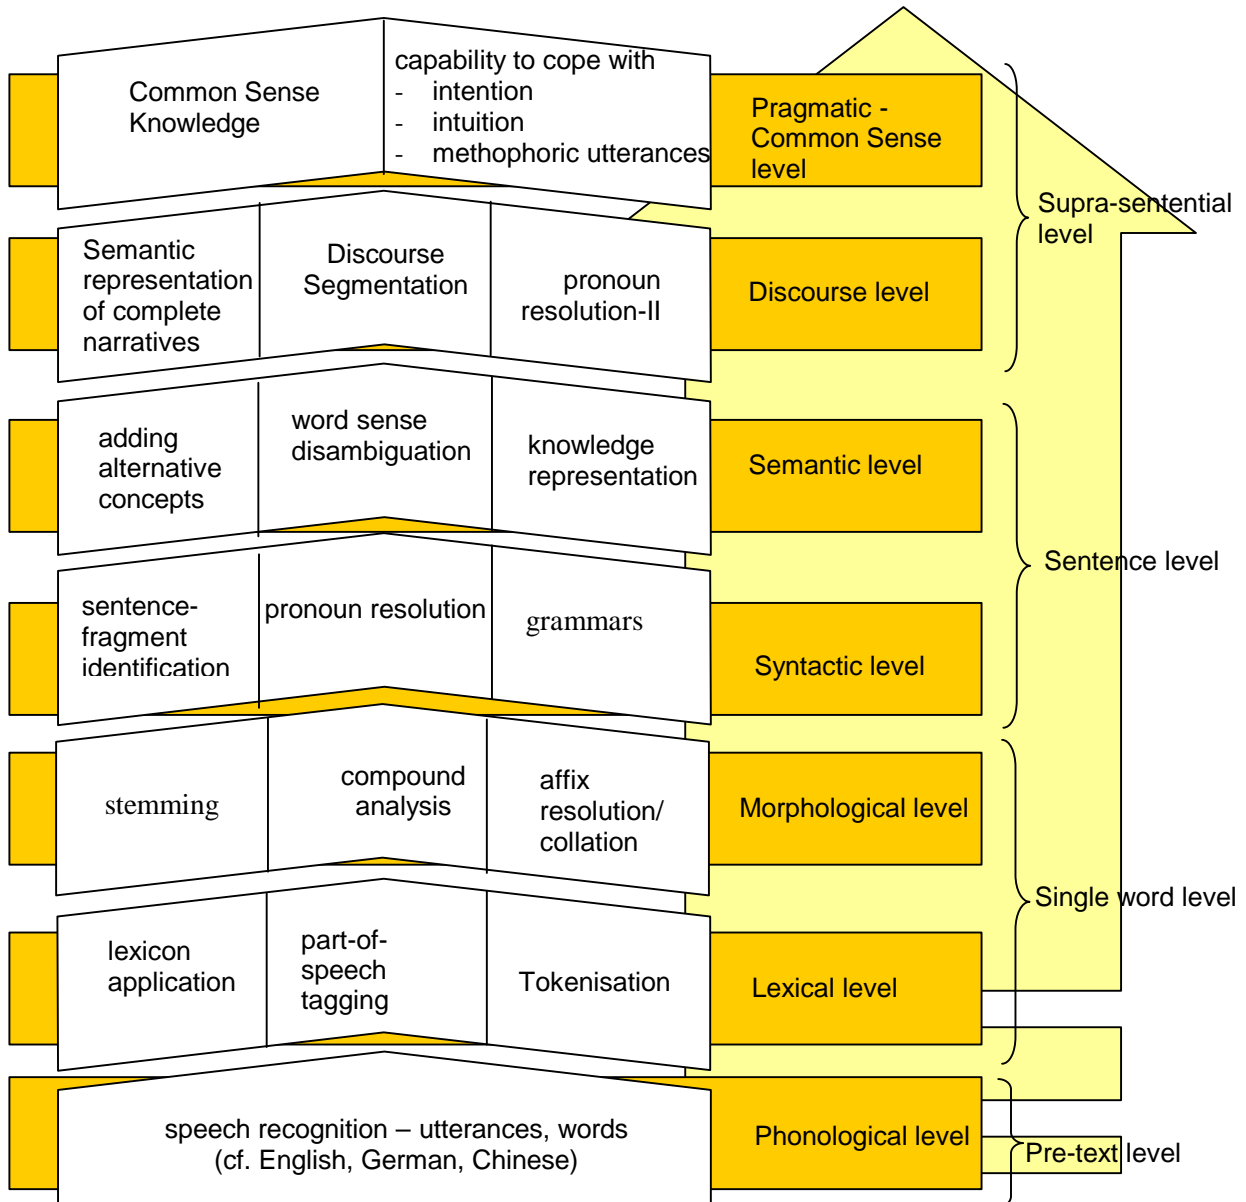 Common Sense
Knowledge
capability to cope with
- intention
- intuition
- methophoric utterances
Pragmatic -
Common Sense
level
Supra-sentential
level
Semantic
representation
of complete
narratives
Discourse
Segmentation
pronoun
resolution-II
Discourse level
adding
alternative
concepts
word sense
disambiguation
knowledge
representation
Semantic level
Sentence level
sentence-
fragment
identification
pronoun resolution
grammars
Syntactic level
stemming
compound
analysis
affix
resolution/
collation
Morphological level
Single word level
lexicon
application
part-of-
speech
tagging
Tokenisation
Lexical level
speech recognition – utterances, words
(cf. English, German, Chinese)
Phonological level
Pre-text level